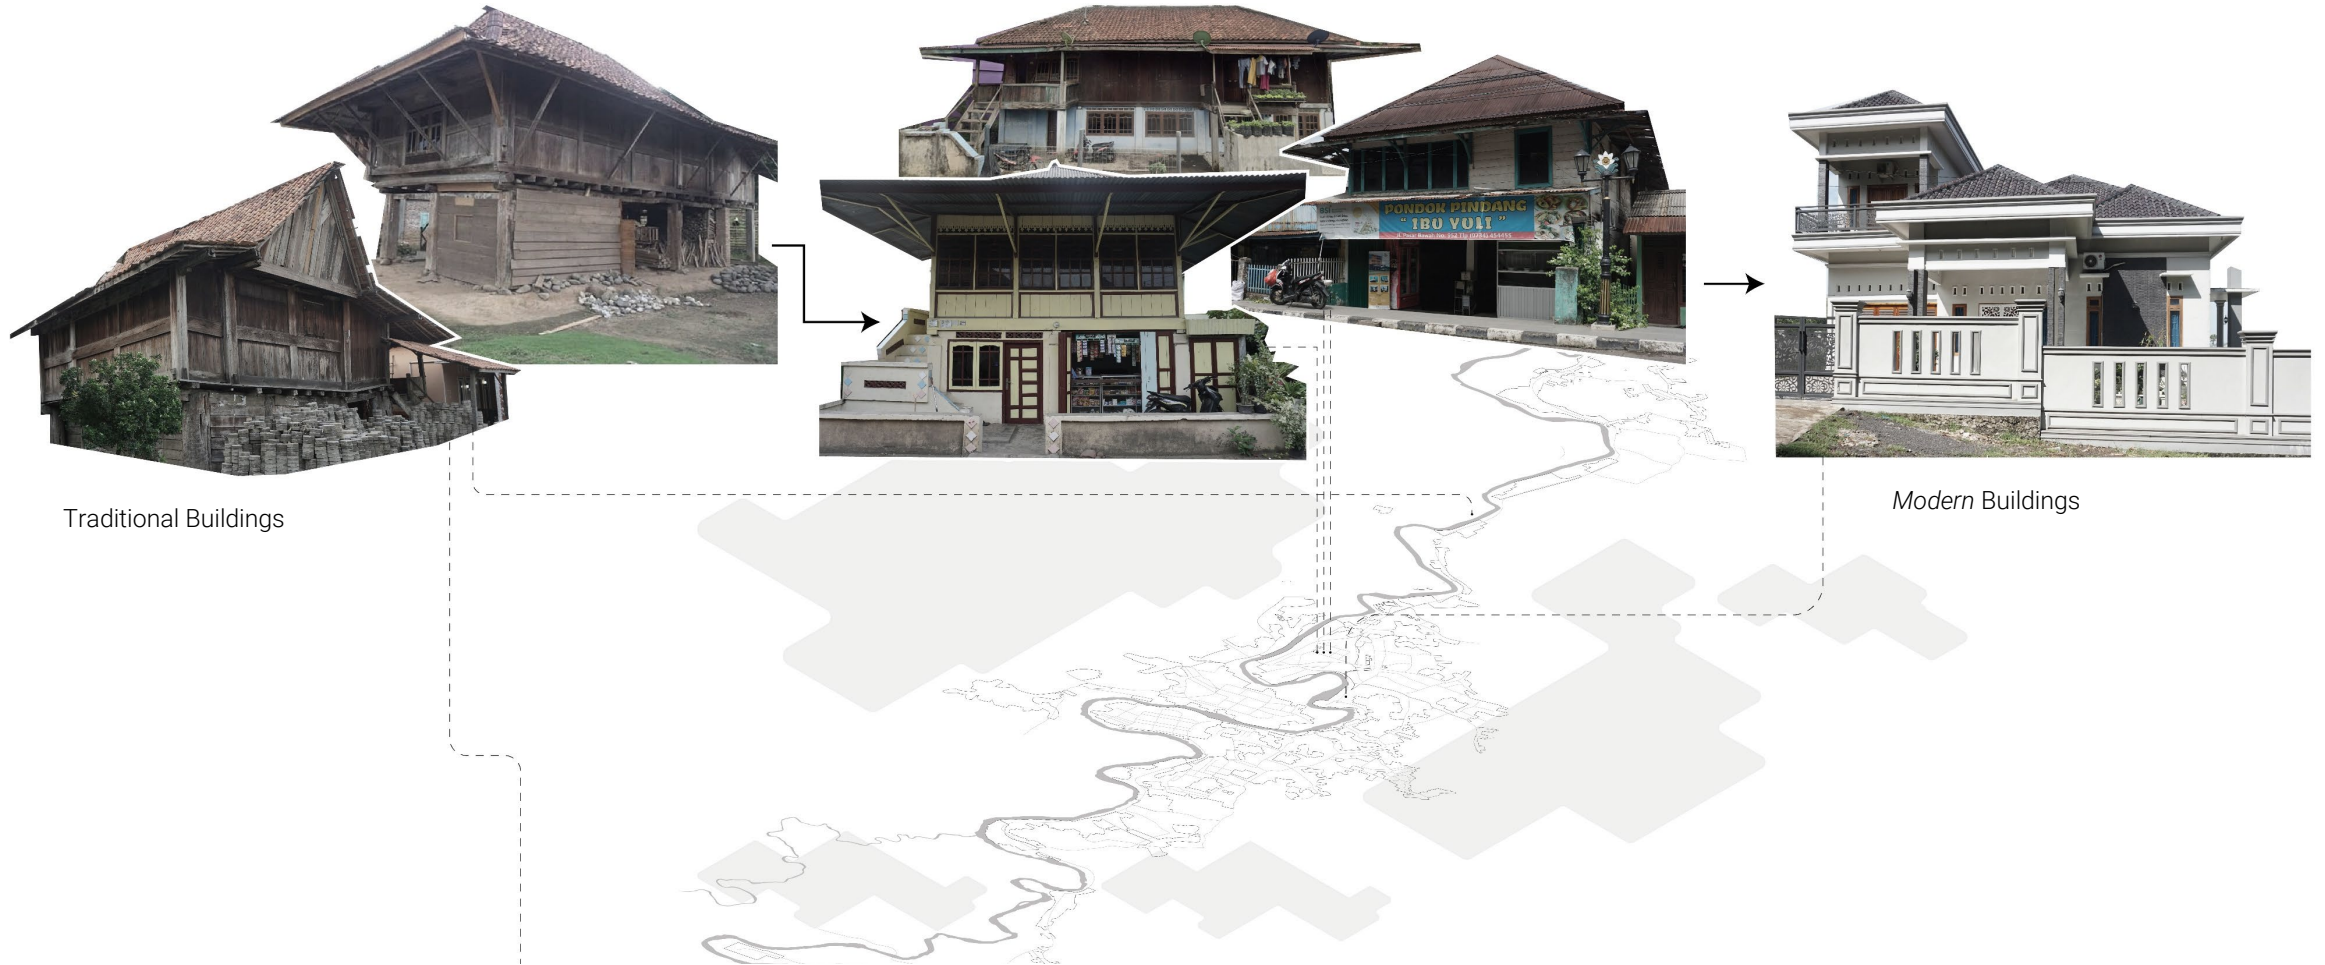 PONDOK PINDANG
"IBU YULI"
Traditional Buildings
Modern Buildings